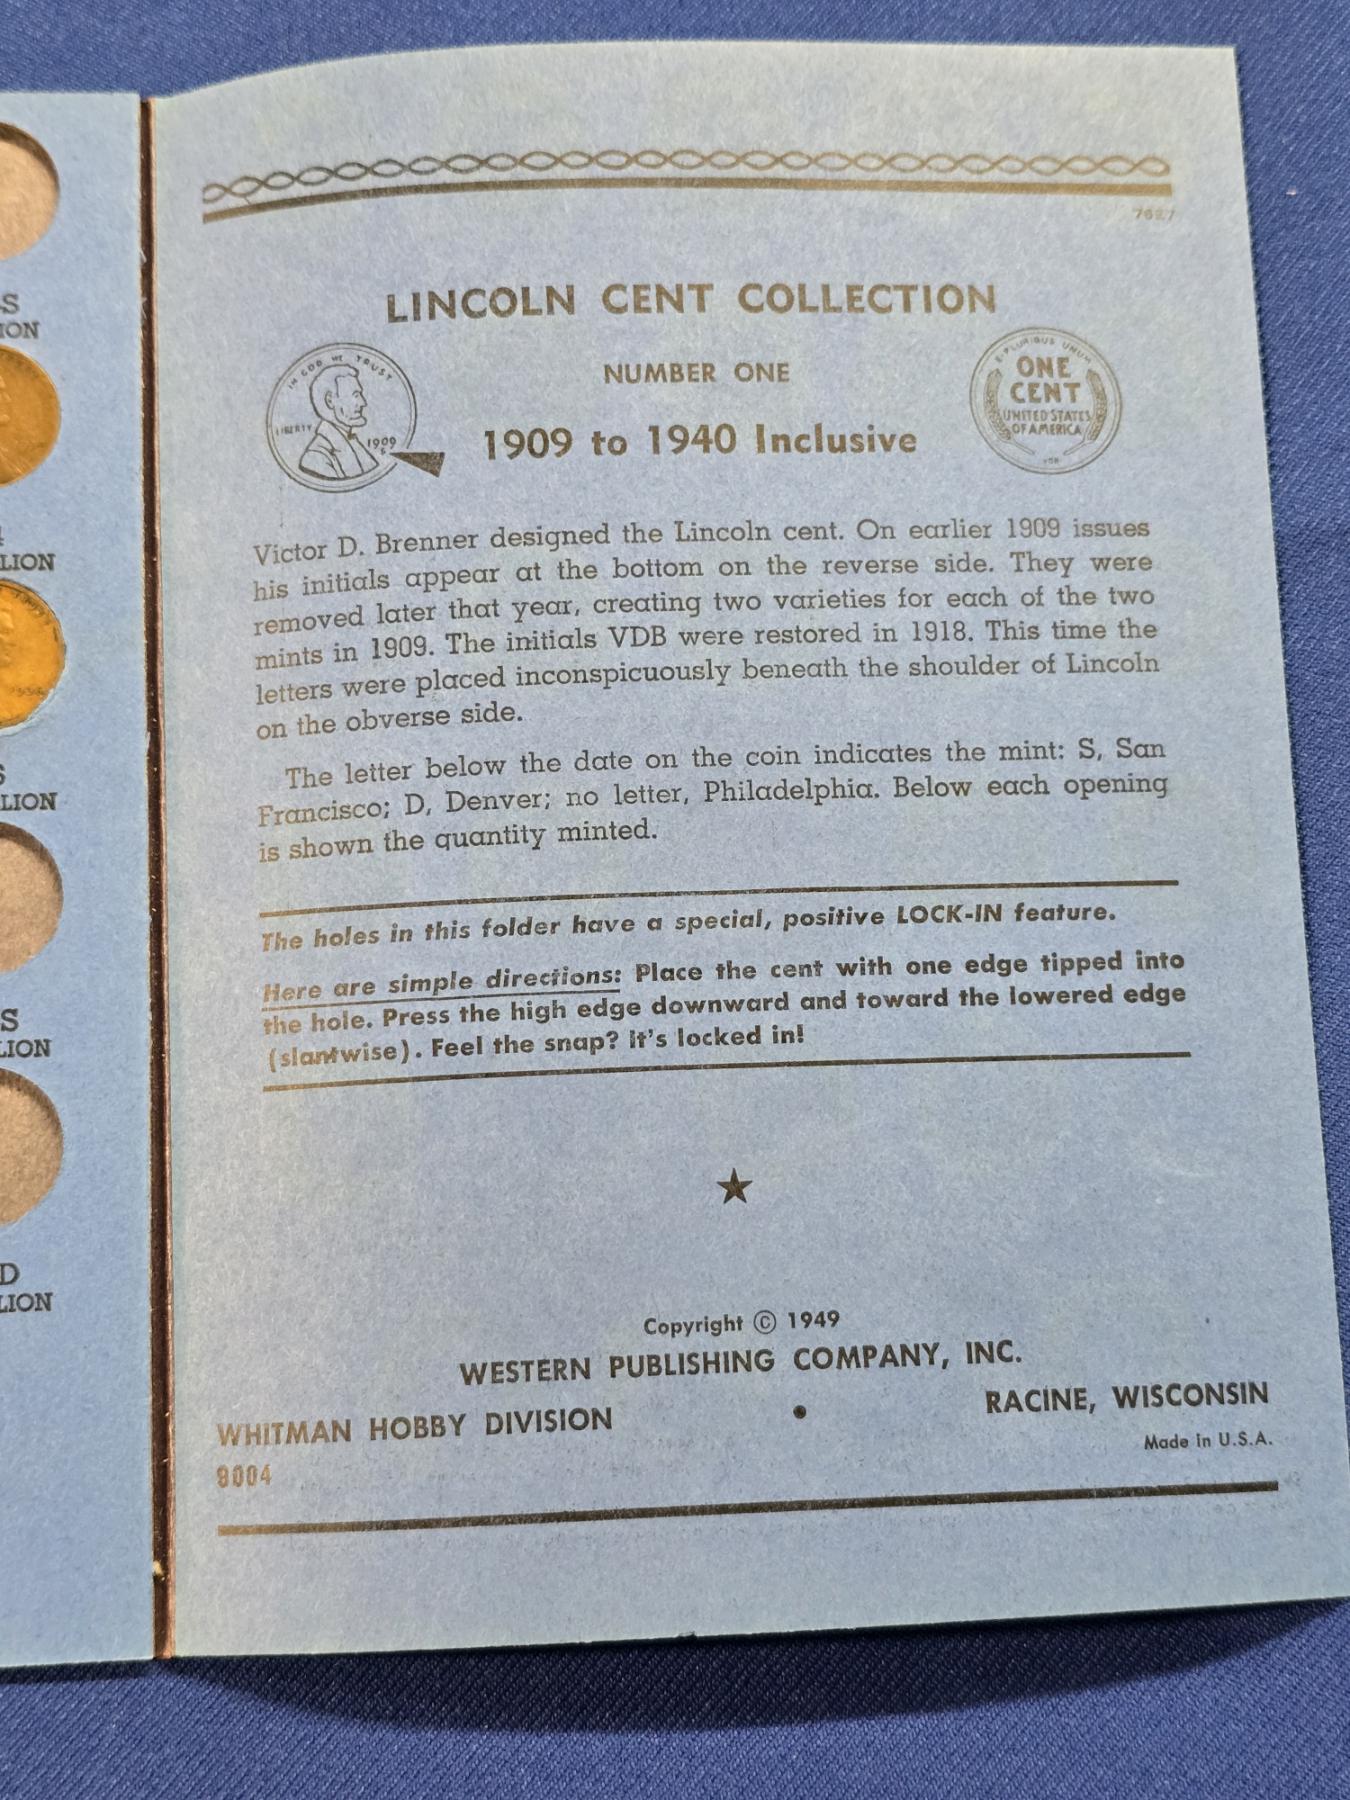 S
ION
LION
S
LION
S
LION
D
LION
7627
LINCOLN CENT COLLECTION
IN GOD WE TRUST
LIBERTY
1909
NUMBER ONE
1909 to 1940 Inclusive
E PLURIBUS UNUM
ONE
CENT
UNITED STATES
OF AMERICA
Victor D. Brenner designed the Lincoln cent. On earlier 1909 issues
his initials appear at the bottom on the reverse side. They were
removed later that year, creating two varieties for each of the two
mints in 1909. The initials VDB were restored in 1918. This time the
letters were placed inconspicuously beneath the shoulder of Lincoln
on the obverse side.
The letter below the date on the coin indicates the mint: S, San
Francisco; D, Denver; no letter, Philadelphia. Below each opening
is shown the quantity minted.
The holes in this folder have a special, positive LOCK-IN feature.
Here are simple directions: Place the cent with one edge tipped into
the hole. Press the high edge downward and toward the lowered edge
(slantwise). Feel the snap? It's locked in!
Copyright © 1949
WESTERN PUBLISHING COMPANY, INC.
WHITMAN HOBBY DIVISION • RACINE, WISCONSIN
Made in U.S.A.
9004